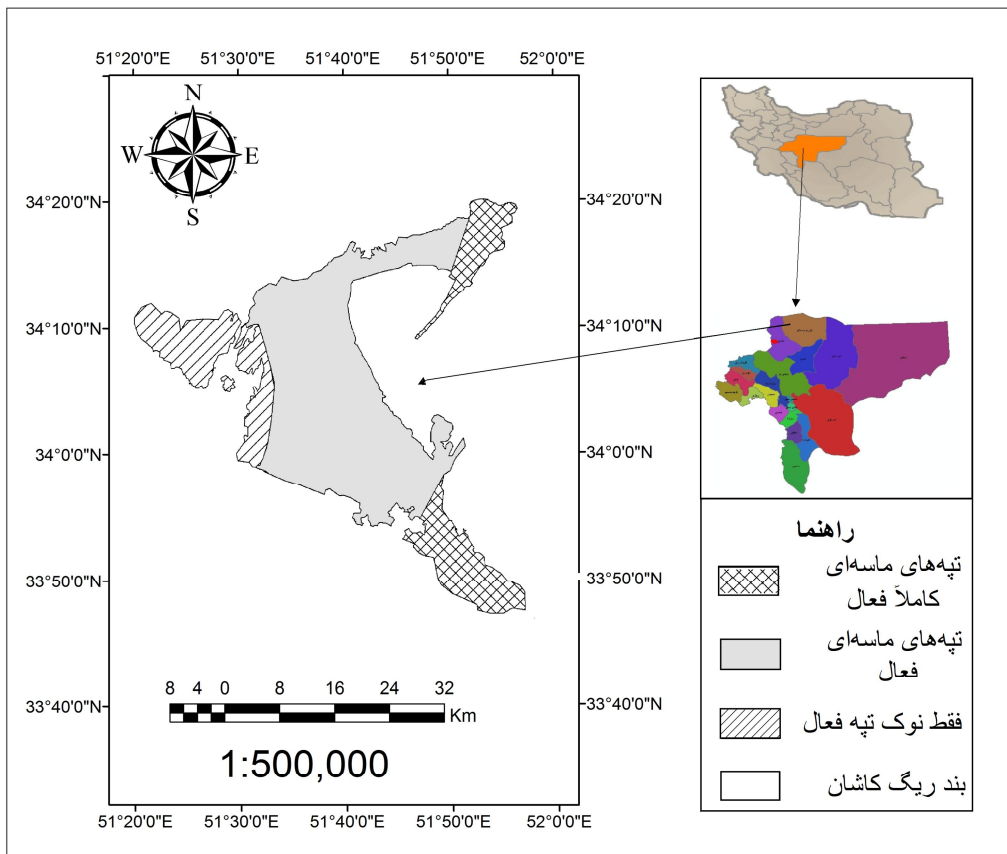 51°20'0"E 51°30'0"E 51°40'0"E 51°50'0"E 52°0'0"E
N
W E
S
34°20'0"N 34°20'0"N
34°10'0"N 34°10'0"N
34°0'0"N 34°0'0"N
33°50'0"N 33°50'0"N
33°40'0"N 33°40'0"N
8 4 0 8 16 24 32
Km
1:500,000
51°20'0"E 51°30'0"E 51°40'0"E 51°50'0"E 52°0'0"E
راهنما
تپه‌های ماسه‌ای
کاملاً فعال
تپه‌های ماسه‌ای
فعال
فقط نوک تپه فعال
بند ریگ کاشان